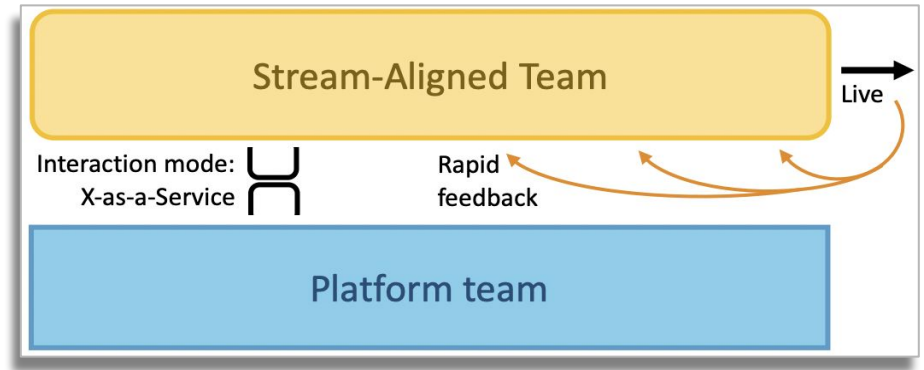 Stream-Aligned Team
Live
Interaction mode:
X-as-a-Service
Rapid
feedback
Platform team